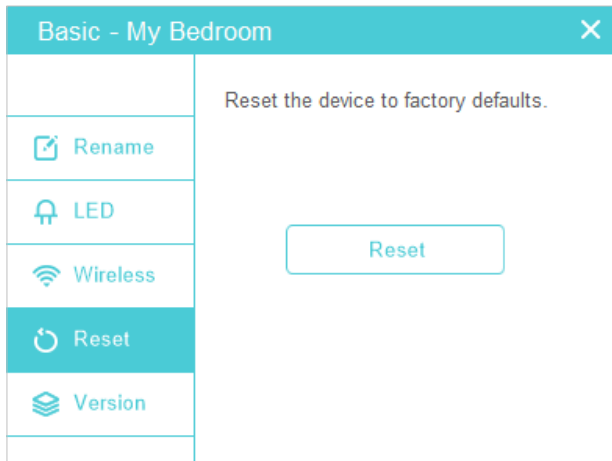 Basic - My Bedroom
Reset the device to factory defaults.
Rename
LED
Reset
Wireless
Reset
Version